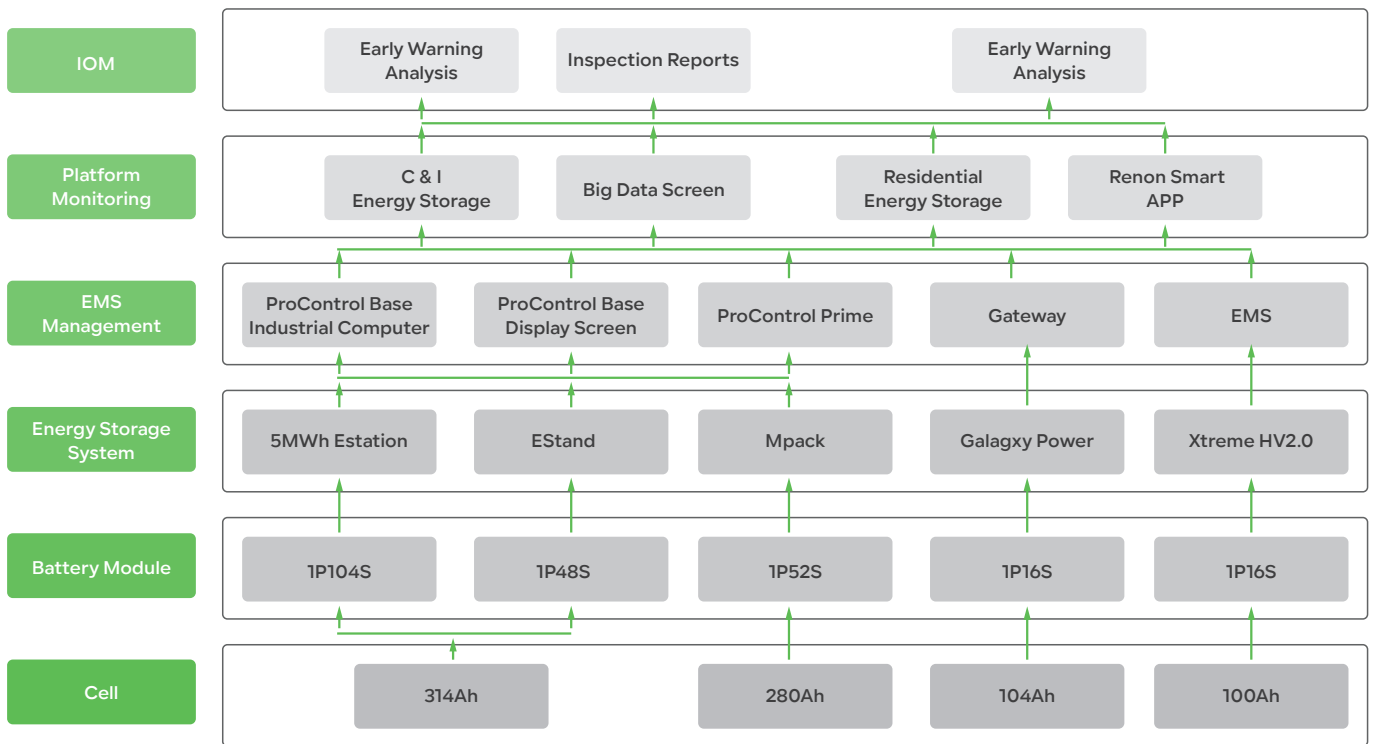 IOM
Early Warning
Analysis
Inspection Reports
Early Warning
Analysis
Platform
Monitoring
C & I
Energy Storage
Big Data Screen
Residential
Energy Storage
Renon Smart
APP
EMS
Management
ProControl Base
Industrial Computer
ProControl Base
Display Screen
ProControl Prime
Gateway
EMS
Energy Storage
System
5MWh Estation
EStand
Mpack
Galagxy Power
Xtreme HV2.0
Battery Module
1P104S
1P48S
1P52S
1P16S
1P16S
Cell
314Ah
280Ah
104Ah
100Ah